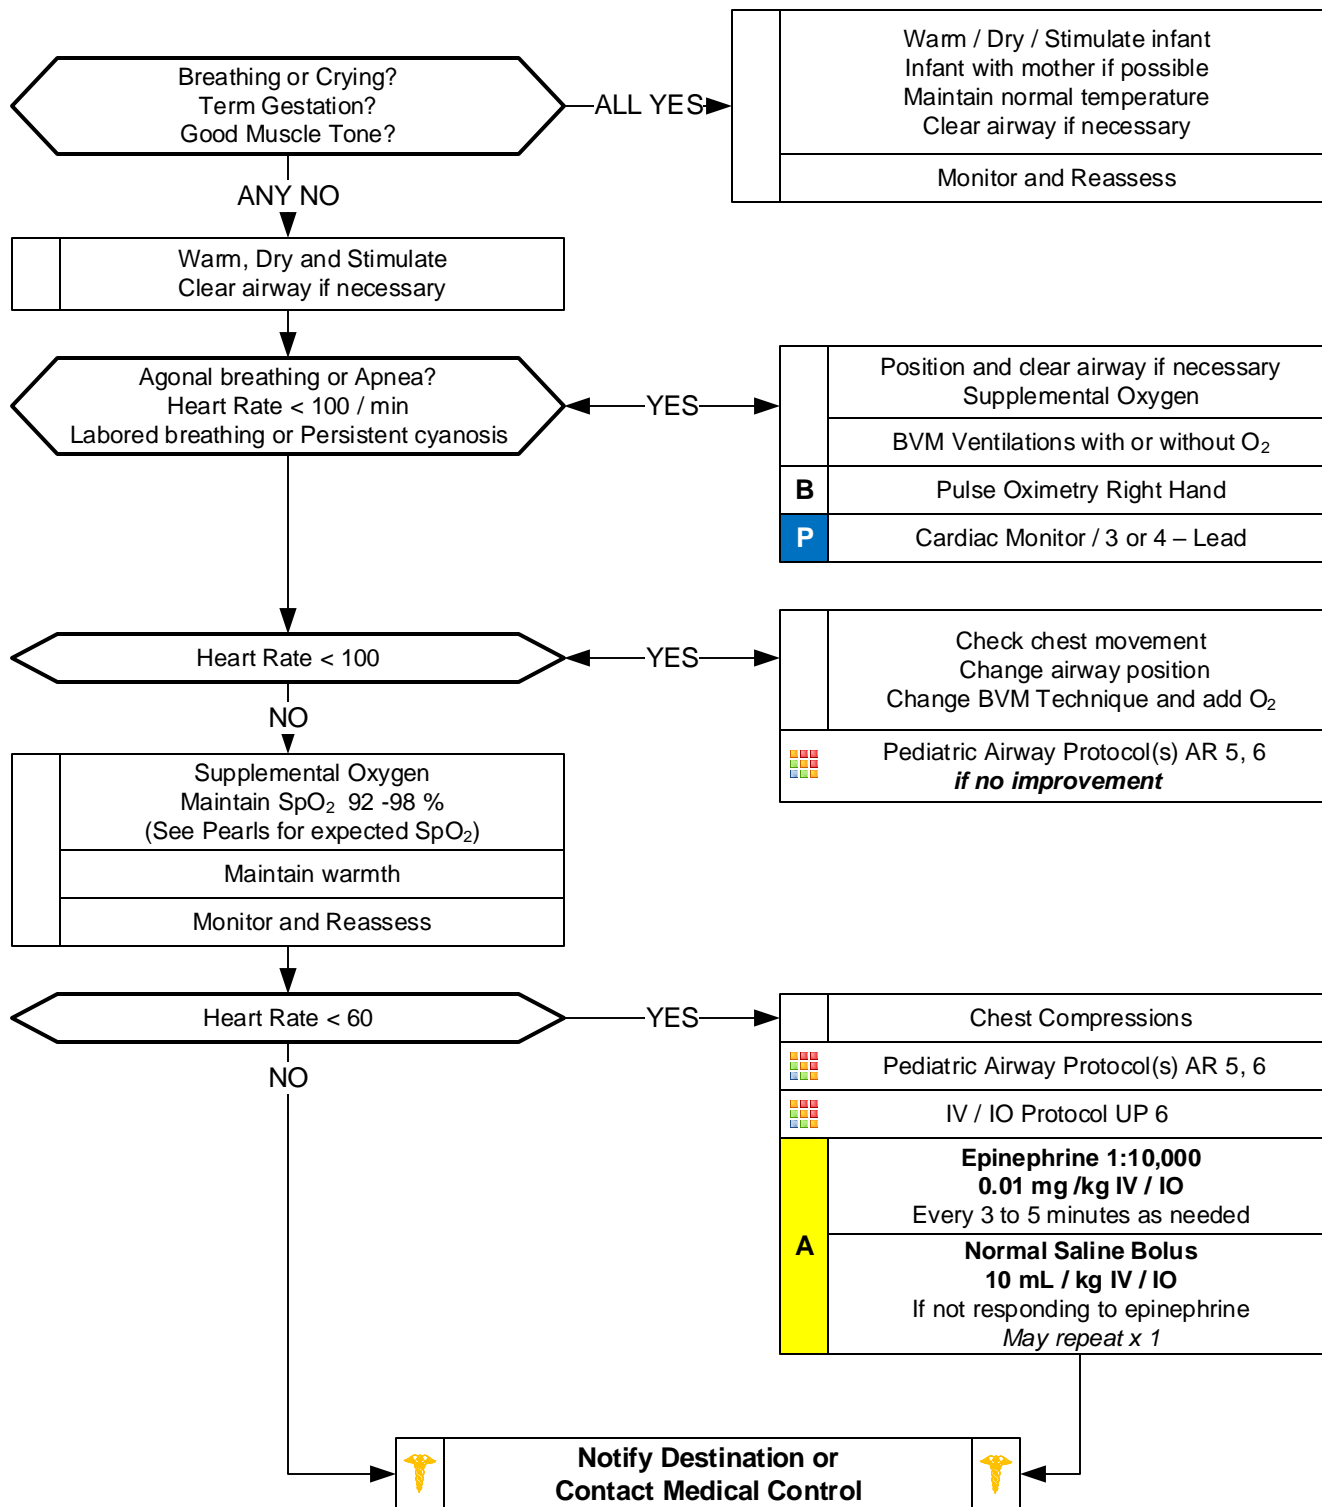 Breathing or Crying?
Term Gestation?
Good Muscle Tone?
ALL YES
Warm / Dry / Stimulate infant
Infant with mother if possible
Maintain normal temperature
Clear airway if necessary
Monitor and Reassess
ANY NO
Warm, Dry and Stimulate
Clear airway if necessary
Agonal breathing or Apnea?
Heart Rate < 100 / min
Labored breathing or Persistent cyanosis
YES
Position and clear airway if necessary
Supplemental Oxygen
BVM Ventilations with or without O₂
B Pulse Oximetry Right Hand
P Cardiac Monitor / 3 or 4 – Lead
Heart Rate < 100
YES
Check chest movement
Change airway position
Change BVM Technique and add O₂
Pediatric Airway Protocol(s) AR 5, 6
if no improvement
NO
Supplemental Oxygen
Maintain SpO₂ 92 -98 %
(See Pearls for expected SpO₂)
Maintain warmth
Monitor and Reassess
Heart Rate < 60
YES
Chest Compressions
Pediatric Airway Protocol(s) AR 5, 6
IV / IO Protocol UP 6
A
Epinephrine 1:10,000
0.01 mg /kg IV / IO
Every 3 to 5 minutes as needed
Normal Saline Bolus
10 mL / kg IV / IO
If not responding to epinephrine
May repeat x 1
NO
Notify Destination or
Contact Medical Control